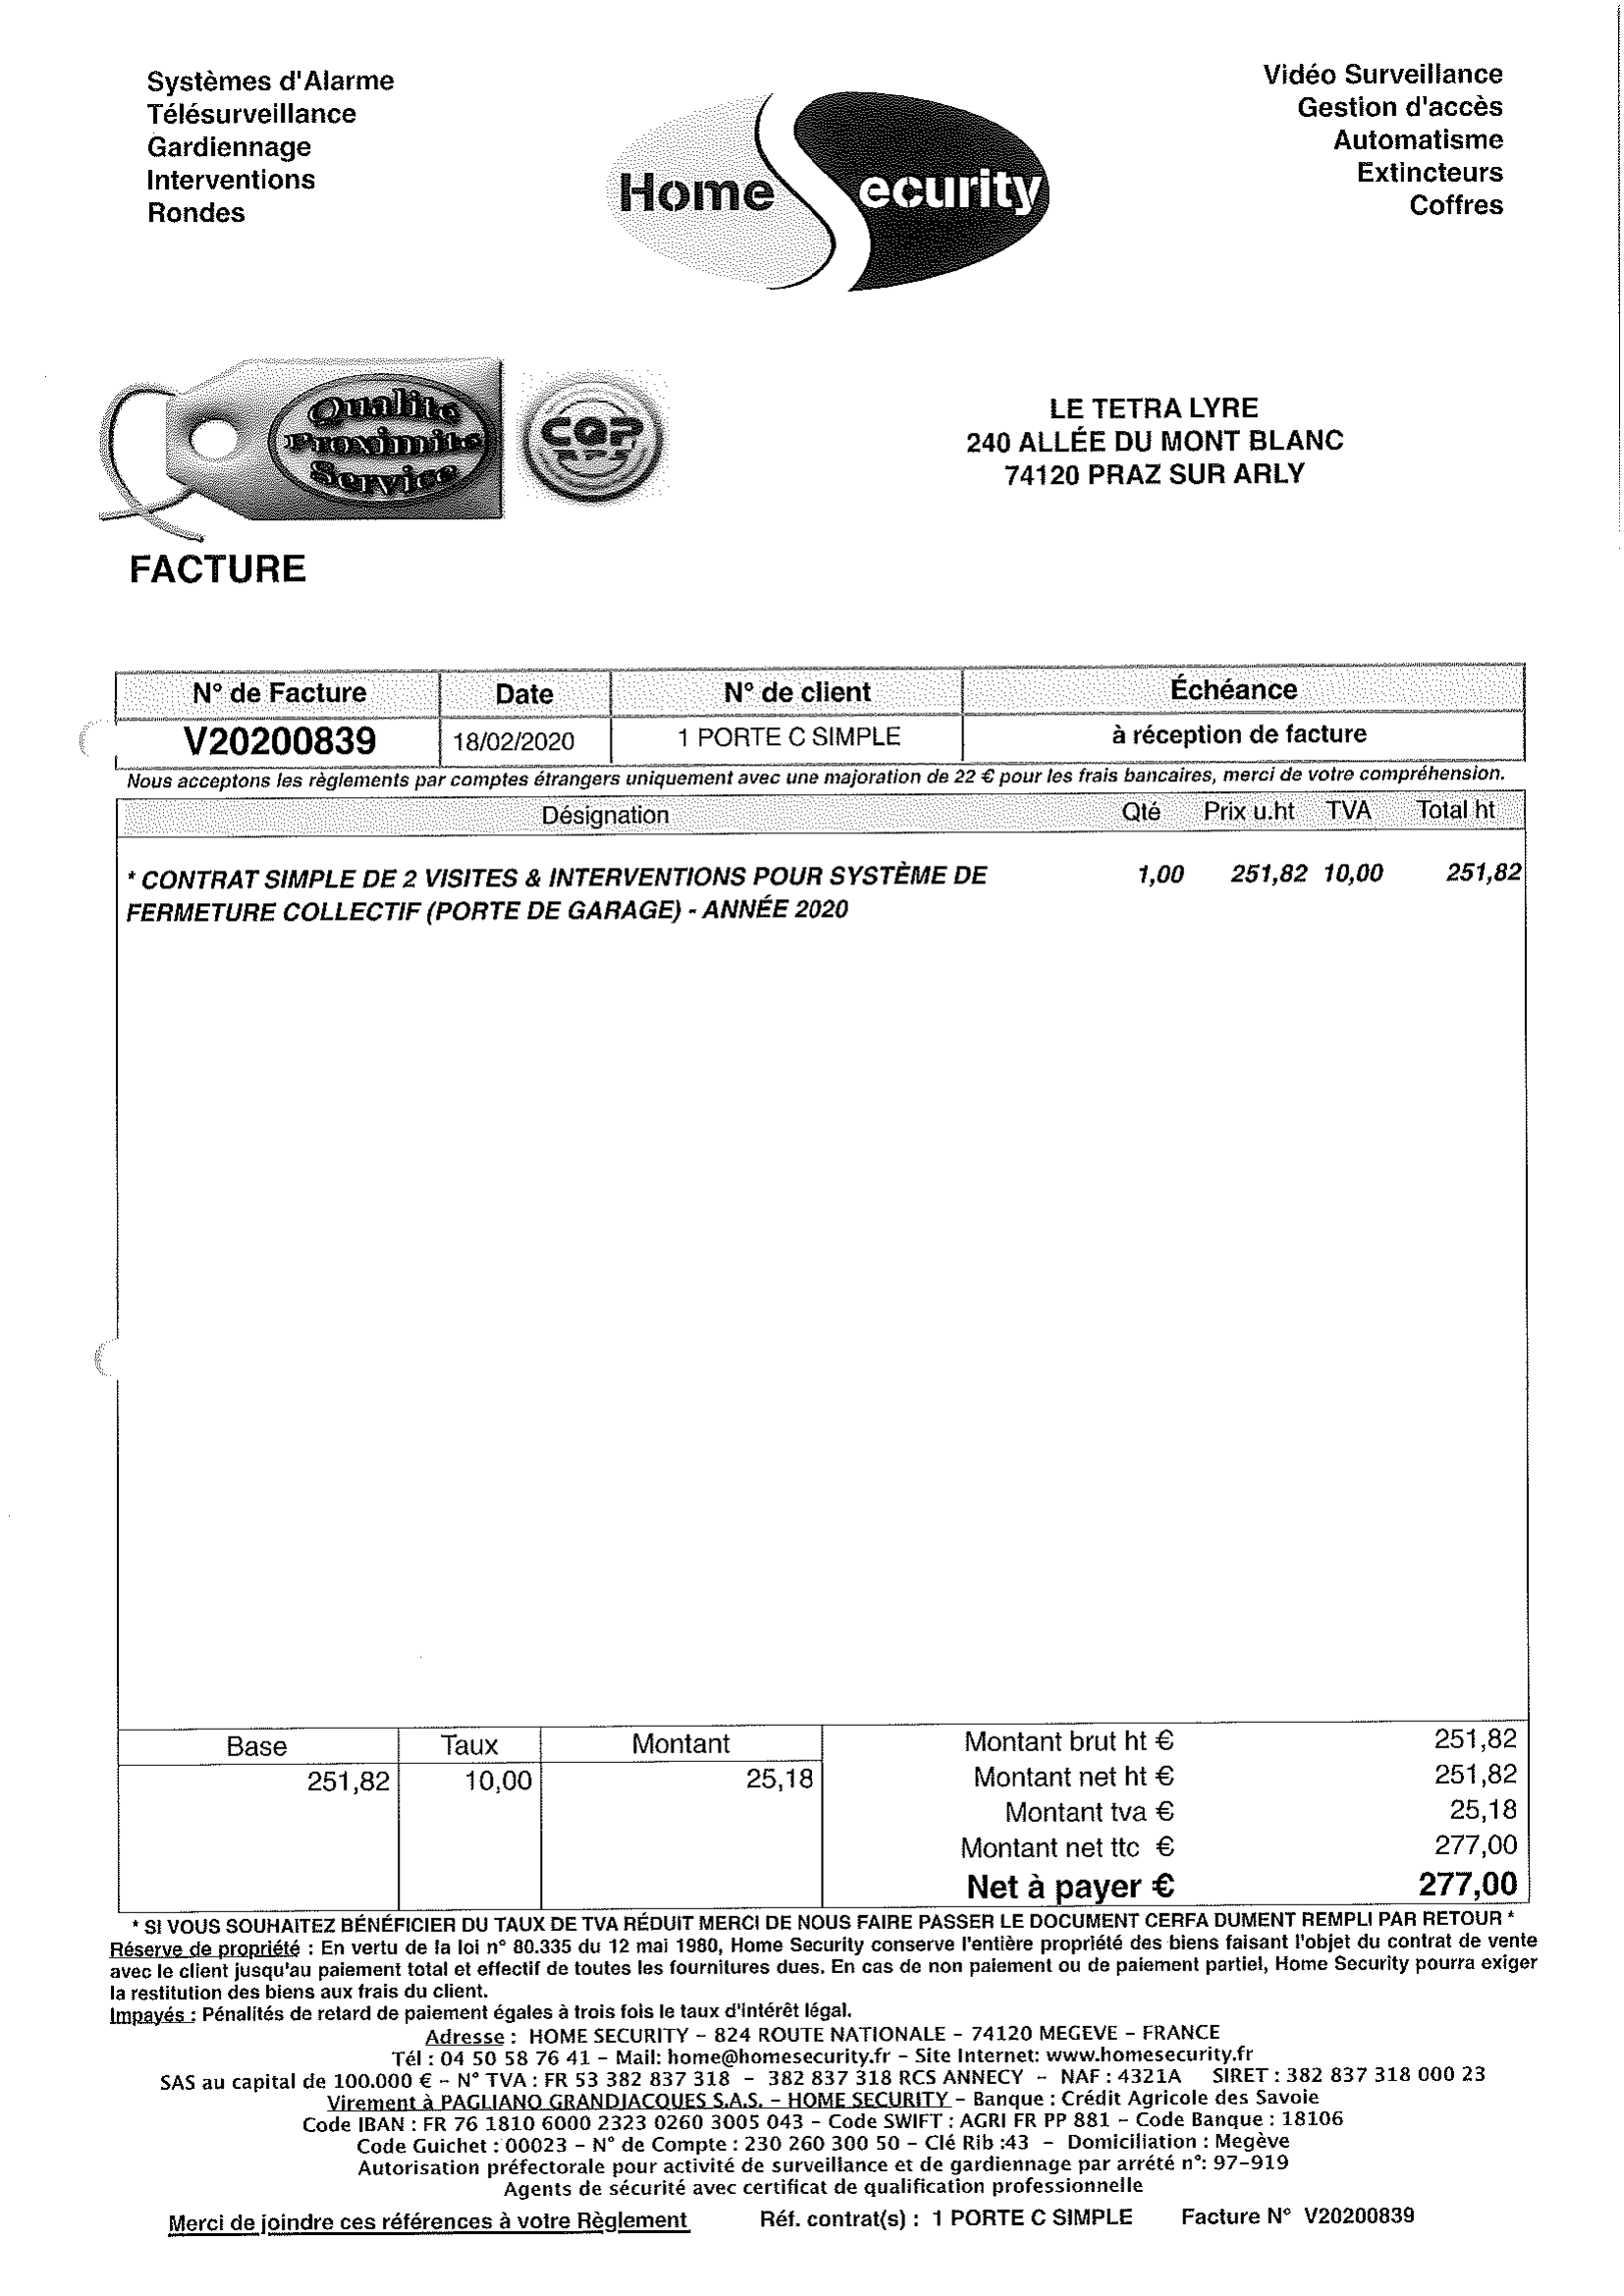 Systèmes d'Alarme
Télésurveillance
Gardiennage
Interventions
Rondes
Home Security
Vidéo Surveillance
Gestion d'accès
Automatisme
Extincteurs
Coffres
Qualité
Proximité
Service
CQP
APS
LE TETRA LYRE
240 ALLÉE DU MONT BLANC
74120 PRAZ SUR ARLY
FACTURE
N° de Facture Date N° de client Échéance
V20200839 18/02/2020 1 PORTE C SIMPLE à réception de facture
Nous acceptons les règlements par comptes étrangers uniquement avec une majoration de 22 € pour les frais bancaires, merci de votre compréhension.
Désignation Qté Prix u.ht TVA Total ht
* CONTRAT SIMPLE DE 2 VISITES & INTERVENTIONS POUR SYSTÈME DE 1,00 251,82 10,00 251,82
FERMETURE COLLECTIF (PORTE DE GARAGE) - ANNÉE 2020
Base Taux Montant
251,82 10,00 25,18
Montant brut ht € 251,82
Montant net ht € 251,82
Montant tva € 25,18
Montant net ttc € 277,00
Net à payer € 277,00
* SI VOUS SOUHAITEZ BÉNÉFICIER DU TAUX DE TVA RÉDUIT MERCI DE NOUS FAIRE PASSER LE DOCUMENT CERFA DUMENT REMPLI PAR RETOUR *
Réserve de propriété : En vertu de la loi n° 80.335 du 12 mai 1980, Home Security conserve l'entière propriété des biens faisant l'objet du contrat de vente
avec le client jusqu'au paiement total et effectif de toutes les fournitures dues. En cas de non paiement ou de paiement partiel, Home Security pourra exiger
la restitution des biens aux frais du client.
Impayés : Pénalités de retard de paiement égales à trois fois le taux d'intérêt légal.
Adresse : HOME SECURITY – 824 ROUTE NATIONALE – 74120 MEGEVE – FRANCE
Tél : 04 50 58 76 41 – Mail: home@homesecurity.fr – Site Internet: www.homesecurity.fr
SAS au capital de 100.000 € – N° TVA : FR 53 382 837 318 – 382 837 318 RCS ANNECY – NAF : 4321A SIRET : 382 837 318 000 23
Virement à PAGLIANO GRANDJACQUES S.A.S. – HOME SECURITY – Banque : Crédit Agricole des Savoie
Code IBAN : FR 76 1810 6000 2323 0260 3005 043 – Code SWIFT : AGRI FR PP 881 – Code Banque : 18106
Code Guichet : 00023 – N° de Compte : 230 260 300 50 – Clé Rib :43 – Domiciliation : Megève
Autorisation préfectorale pour activité de surveillance et de gardiennage par arrété n°: 97-919
Agents de sécurité avec certificat de qualification professionnelle
Merci de joindre ces références à votre Règlement Réf. contrat(s) : 1 PORTE C SIMPLE Facture N° V20200839